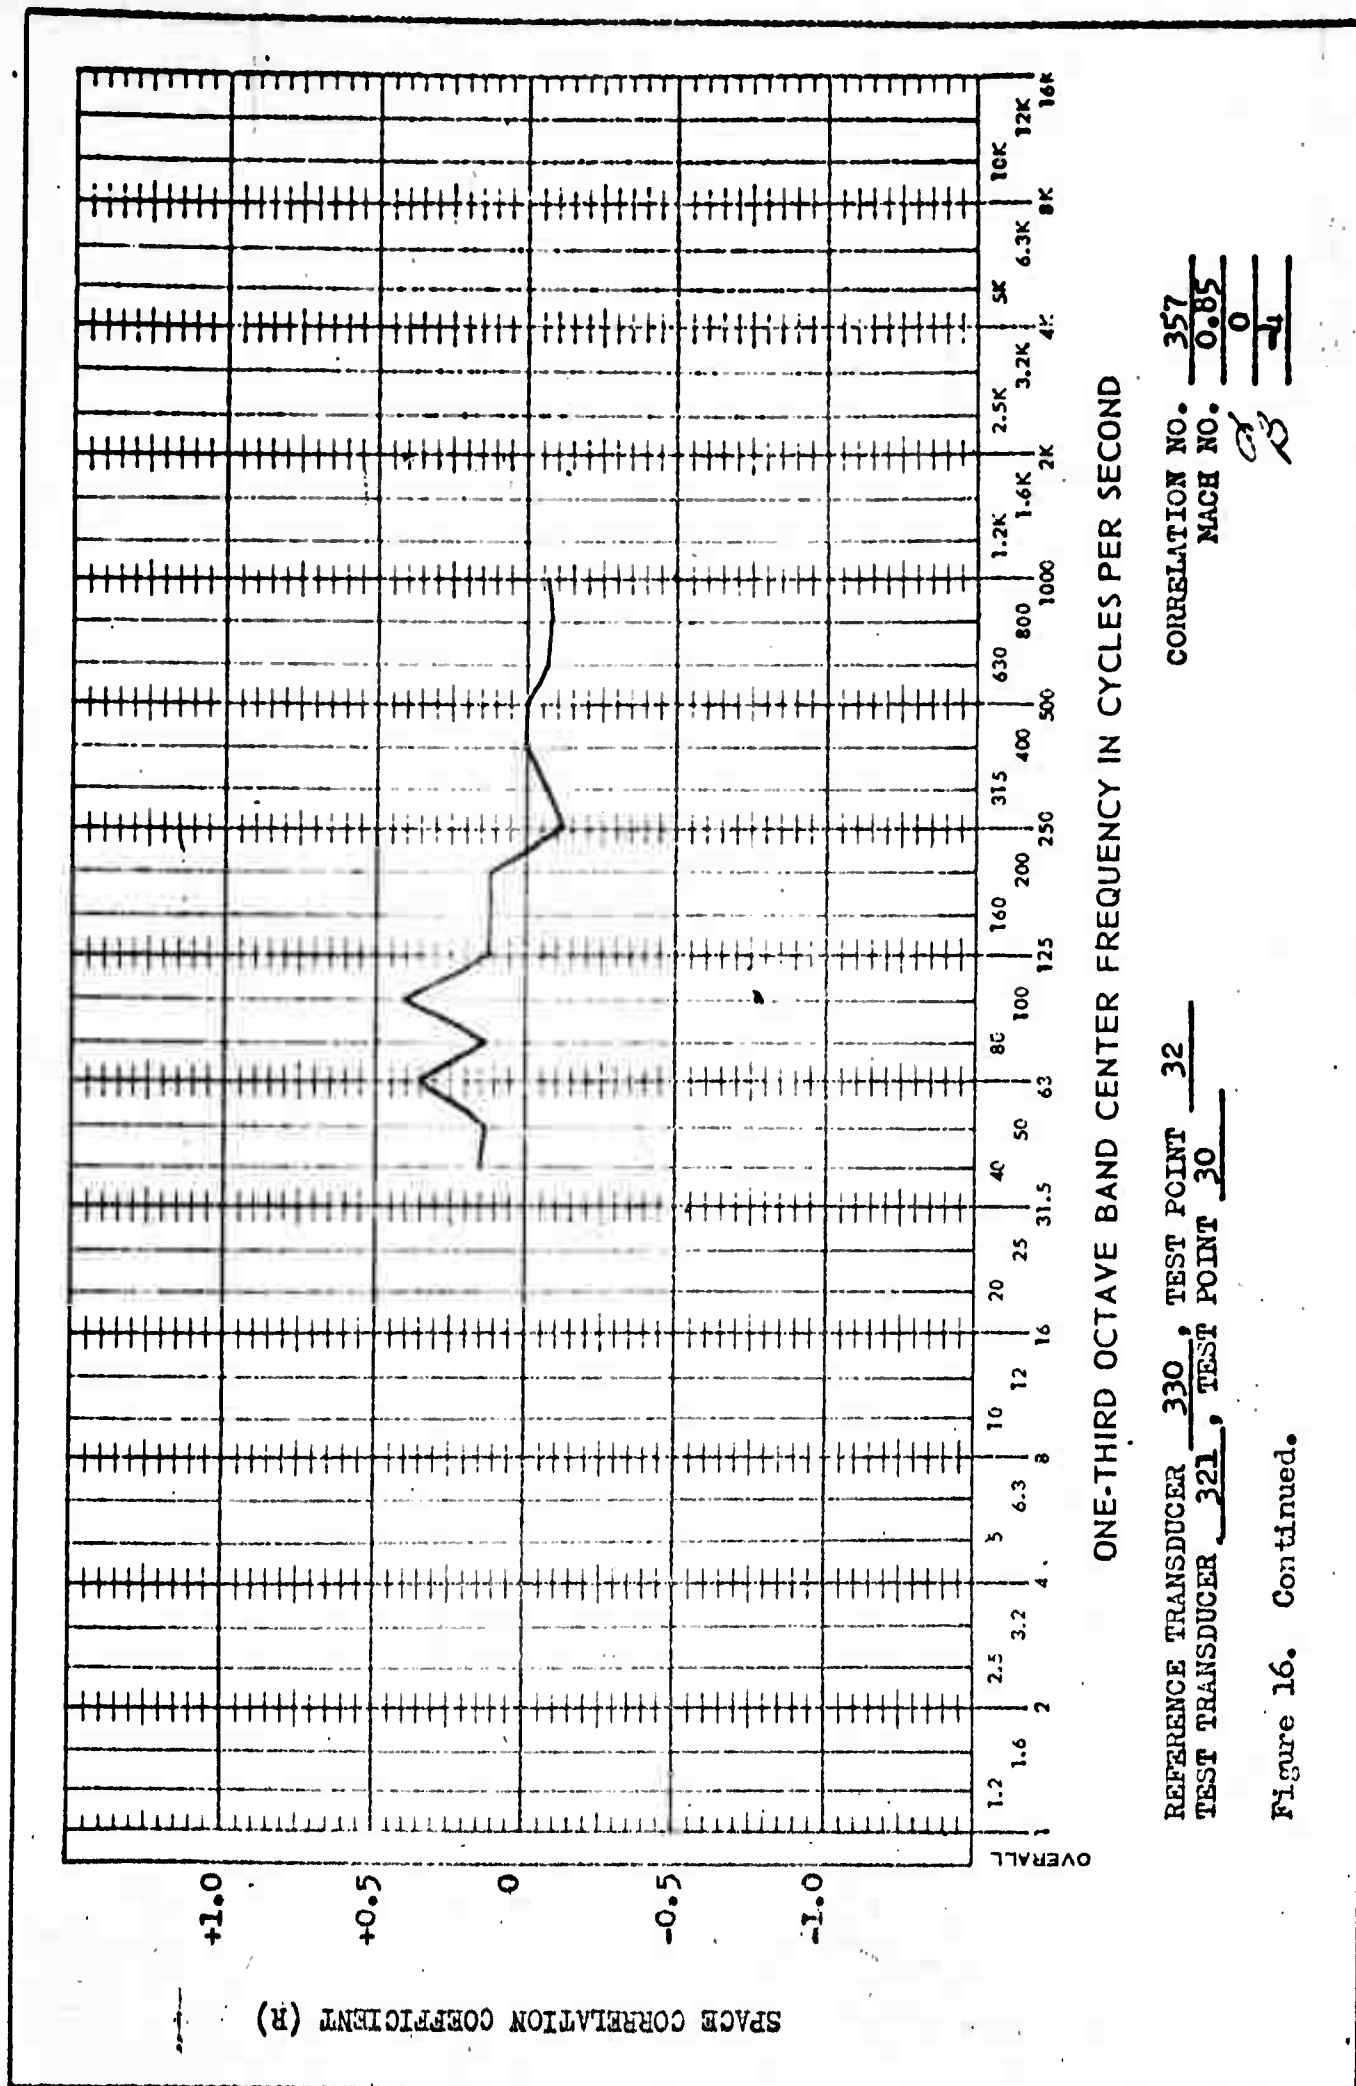 SPACE CORRELATION COEFFICIENT (R)
+1.0
+0.5
0
-0.5
-1.0
OVERALL
1 1.2 1.6 2 2.5 3.2 4 5 6.3 8 10 12 16 20 25 31.5 40 50 63 80 100 125 160 200 250 315 400 500 630 800 1000 1.2K 1.6K 2K 2.5K 3.2K 4K 5K 6.3K 8K 10K 12K 16K
ONE-THIRD OCTAVE BAND CENTER FREQUENCY IN CYCLES PER SECOND
REFERENCE TRANSDUCER 330, TEST POINT 32
TEST TRANSDUCER 321, TEST POINT 30
CORRELATION NO. 357
MACH NO. 0.85
α 0
β -4
Figure 16. Continued.